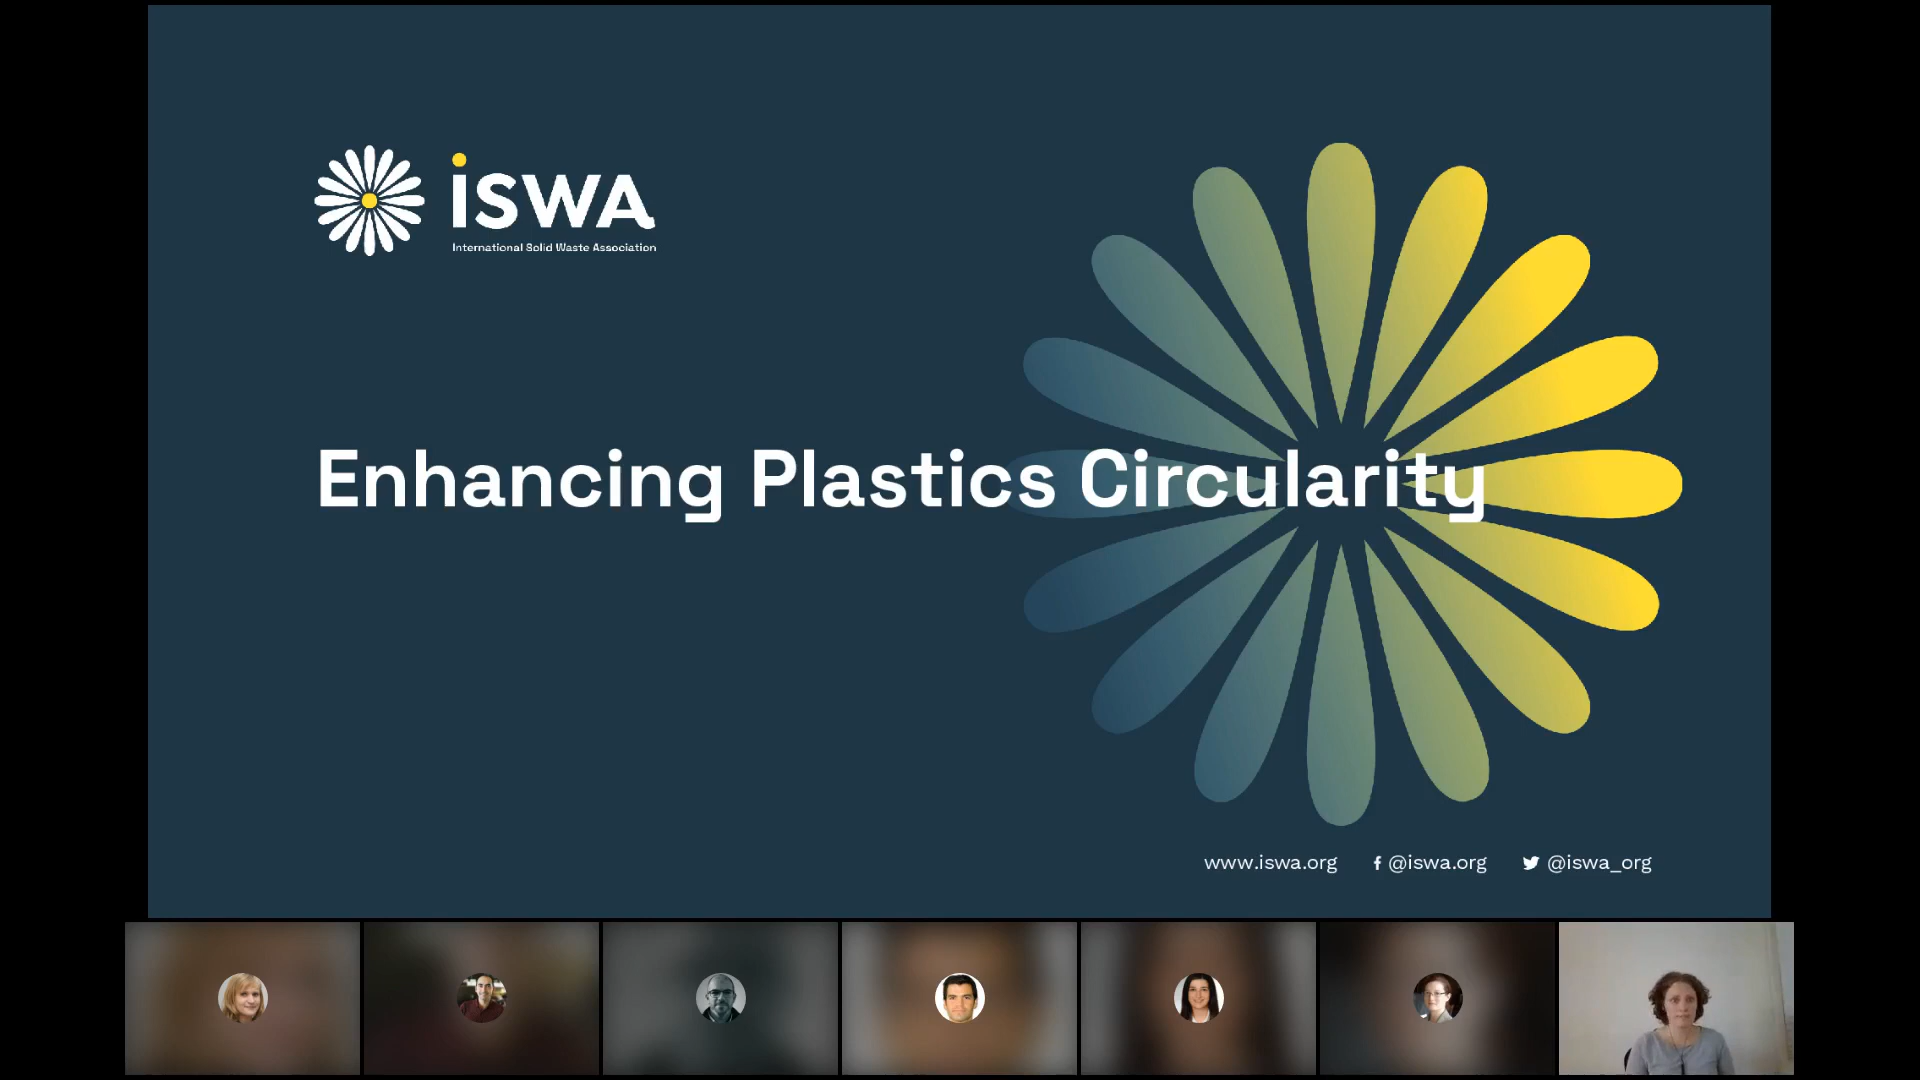 iSWA
International Solid Waste Association
Enhancing Plastics Circularity
www.iswa.org @iswa.org @iswa_org